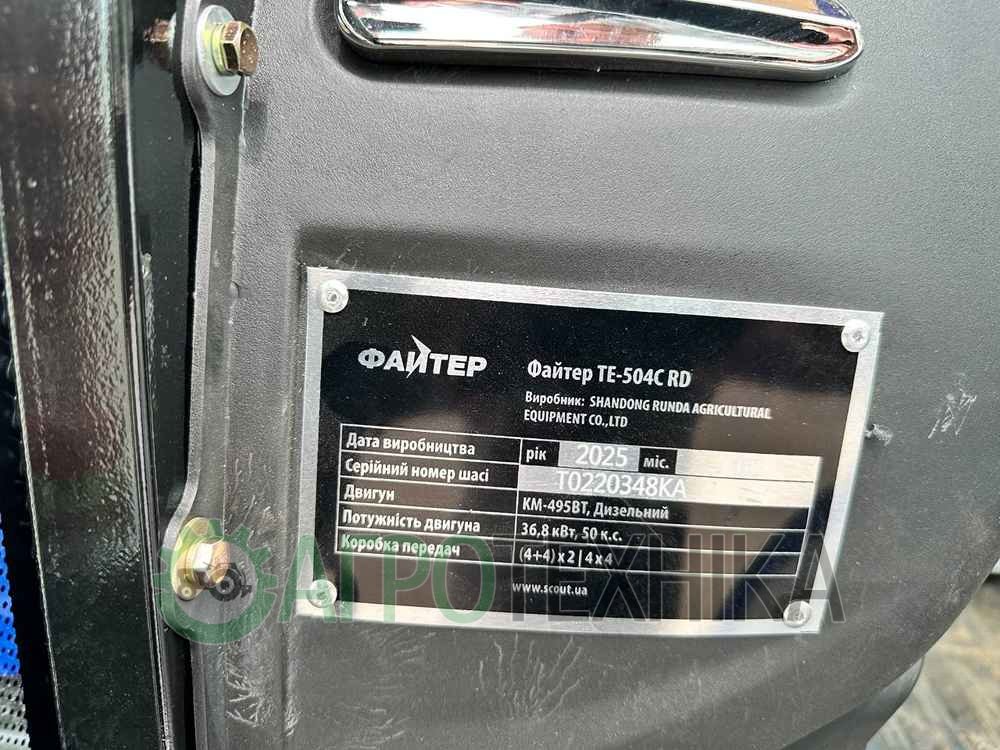 ФАЙТЕР
Файтер TE-504C RD
Виробник: SHANDONG RUNDA AGRICULTURAL
EQUIPMENT CO.,LTD
Дата виробництва рік 2025 міс.
Серійний номер шасі T0220348KA
Двигун КМ-495ВТ, Дизельний
Потужність двигуна 36,8 кВт, 50 к.с.
Коробка передач (4+4) x 2 | 4 x 4
www.scout.ua
АГРОТЕХНІКА